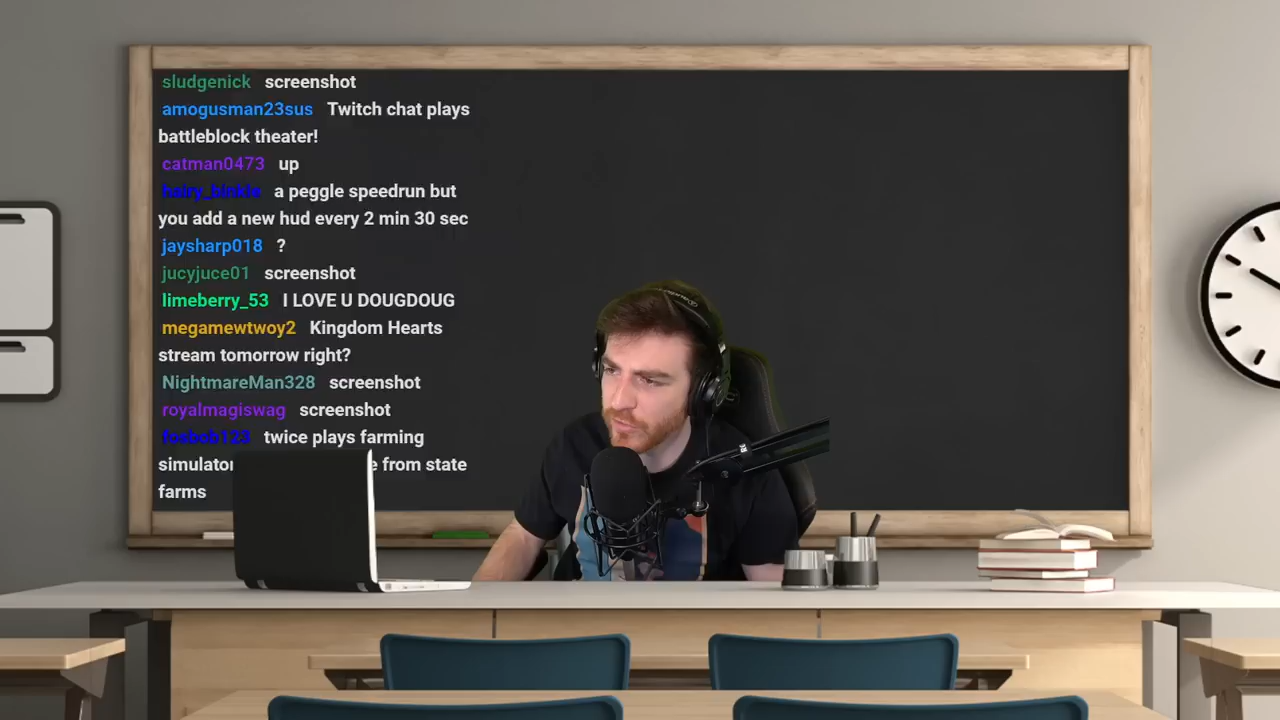 sludgenick screenshot
amogusman23sus Twitch chat plays
battleblock theater!
catman0473 up
hairy_binkie a peggle speedrun but
you add a new hud every 2 min 30 sec
jaysharp018 ?
jucyjuce01 screenshot
limeberry_53 I LOVE U DOUGDOUG
megamewtwoy2 Kingdom Hearts
stream tomorrow right?
NightmareMan328 screenshot
royalmagiswag screenshot
twice plays farming
from state
farms